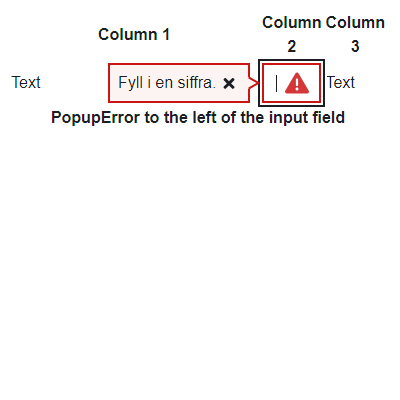 Column 1
Column 2
Column 3
Text
Fyll i en siffra.
Text
PopupError to the left of the input field